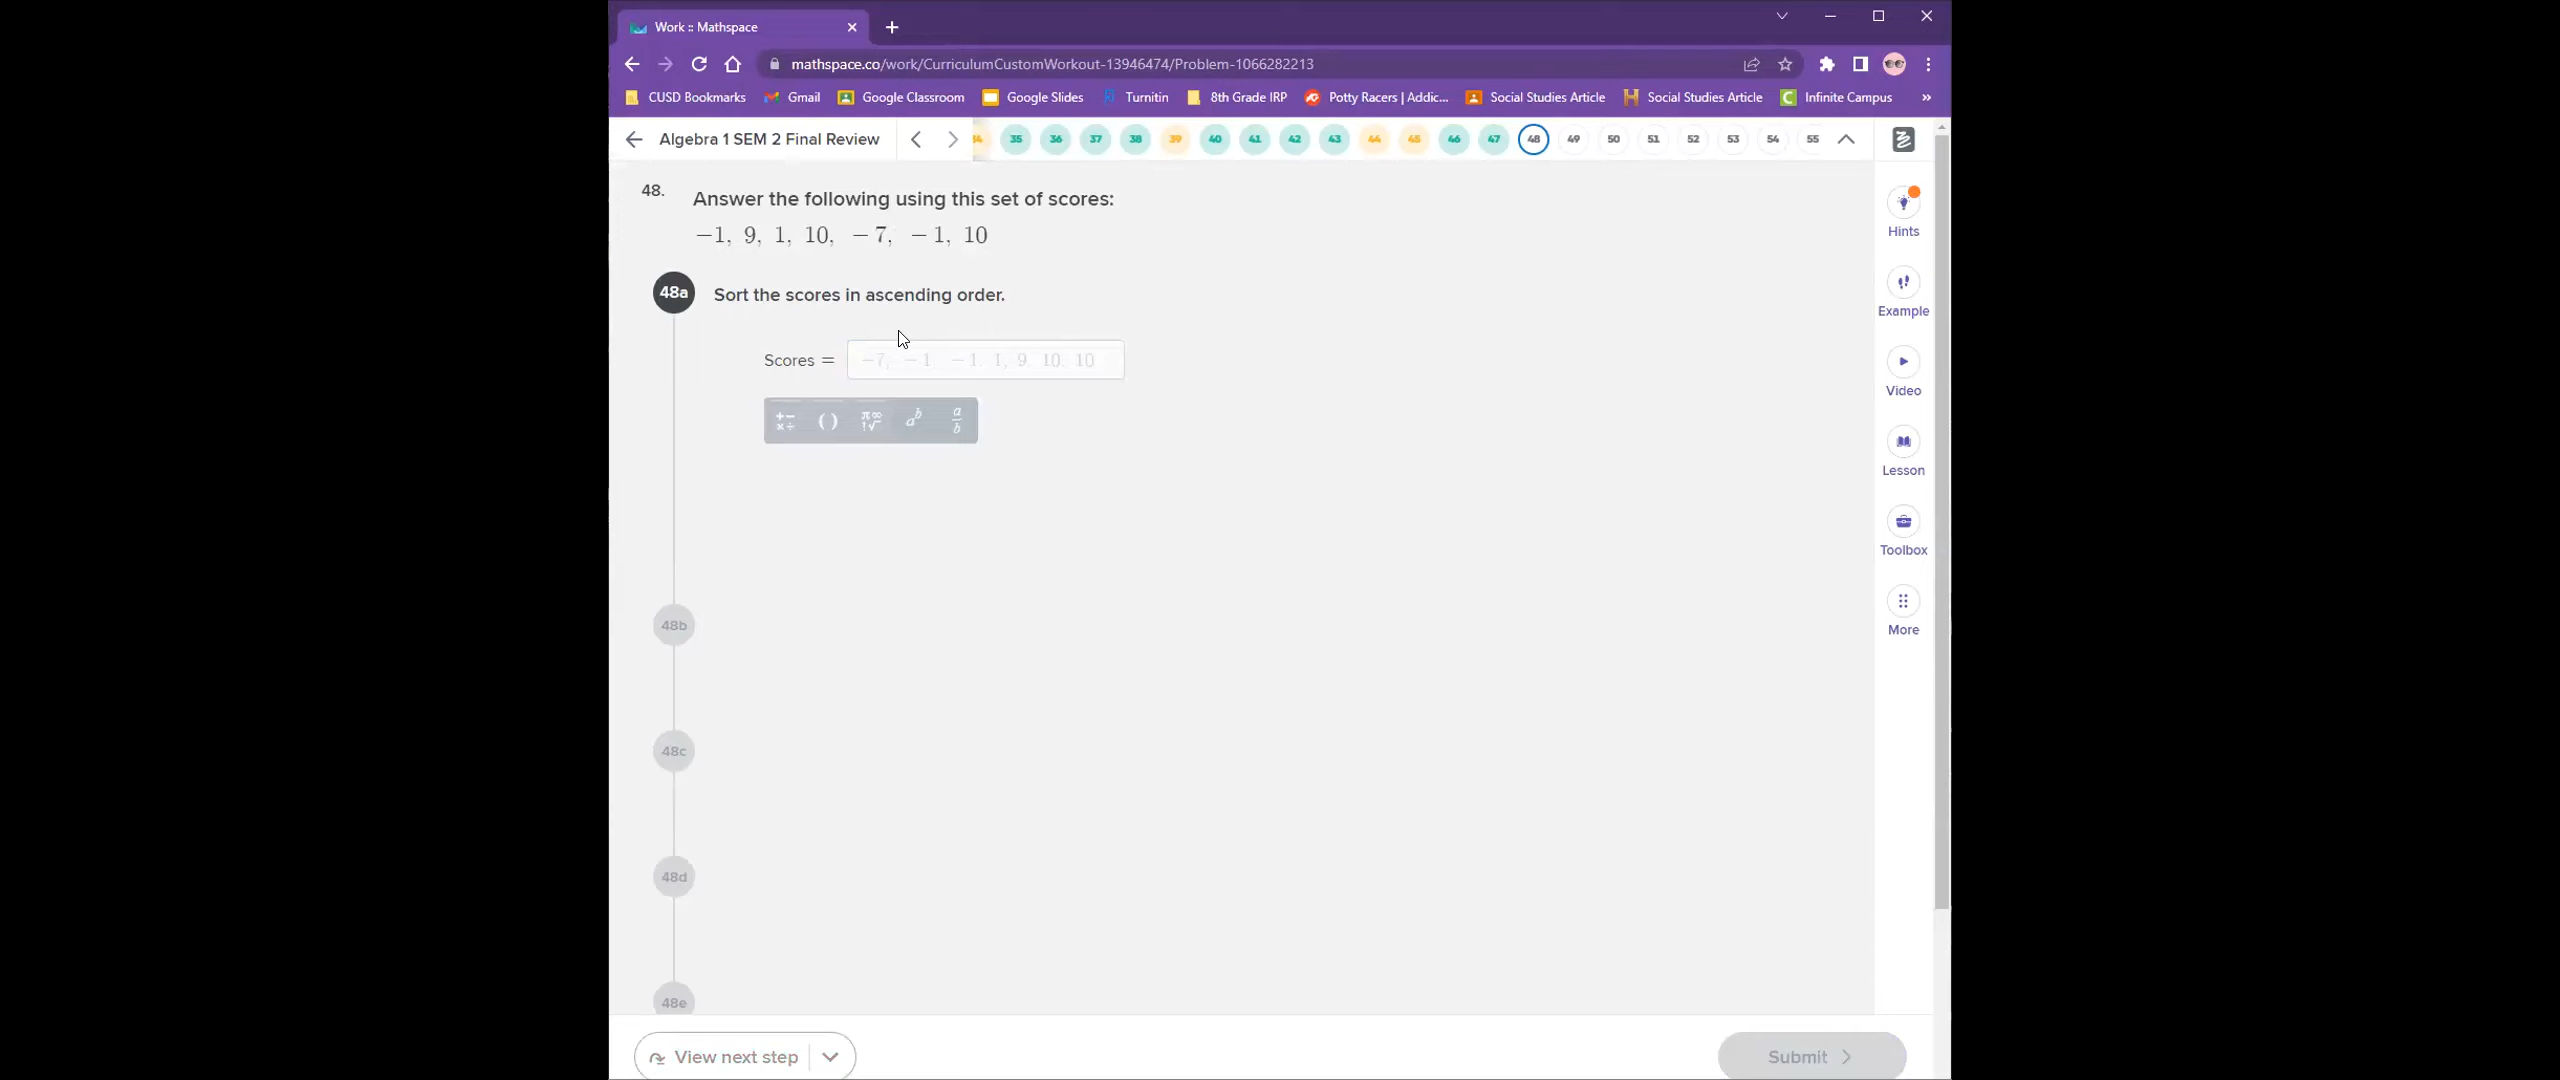 Work :: Mathspace
mathspace.co/work/CurriculumCustomWorkout-13946474/Problem-1066282213
CUSD Bookmarks Gmail Google Classroom Google Slides Turnitin 8th Grade IRP Potty Racers | Addic... Social Studies Article Social Studies Article Infinite Campus »
Algebra 1 SEM 2 Final Review 34 35 36 37 38 39 40 41 42 43 44 45 46 47 48 49 50 51 52 53 54 55
48. Answer the following using this set of scores:
−1, 9, 1, 10, −7, −1, 10
Hints
48a Sort the scores in ascending order.
Example
Scores = −7, −1, −1, 1, 9, 10, 10
Video
+− ×÷ ( ) π∞ †√ a^b a/b
Lesson
Toolbox
48b
More
48c
48d
48e
View next step
Submit